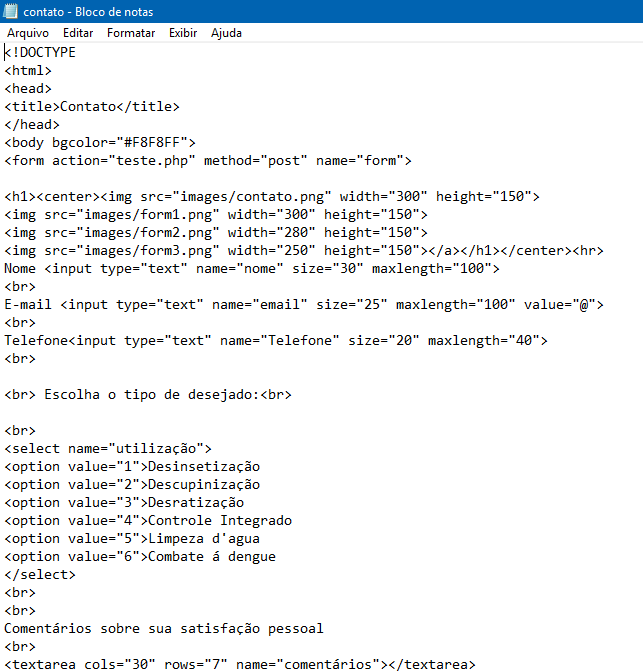 contato - Bloco de notas
Arquivo Editar Formatar Exibir Ajuda
<!DOCTYPE
<html>
<head>
<title>Contato</title>
</head>
<body bgcolor="#F8F8FF">
<form action="teste.php" method="post" name="form">
<h1><center><img src="images/contato.png" width="300" height="150">
<img src="images/form1.png" width="300" height="150">
<img src="images/form2.png" width="280" height="150">
<img src="images/form3.png" width="250" height="150"></a></h1></center><hr>
Nome <input type="text" name="nome" size="30" maxlength="100">
<br>
E-mail <input type="text" name="email" size="25" maxlength="100" value="@">
<br>
Telefone<input type="text" name="Telefone" size="20" maxlength="40">
<br>
<br> Escolha o tipo de desejado:<br>
<br>
<select name="utilização">
<option value="1">Desinsetização
<option value="2">Descupinização
<option value="3">Desratização
<option value="4">Controle Integrado
<option value="5">Limpeza d'agua
<option value="6">Combate á dengue
</select>
<br>
<br>
Comentários sobre sua satisfação pessoal
<br>
<textarea cols="30" rows="7" name="comentários"></textarea>